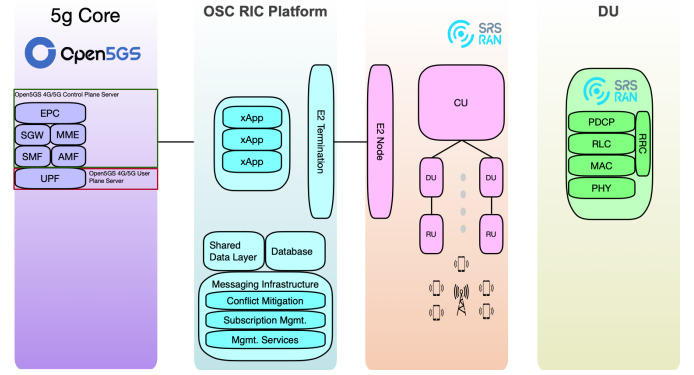 5g Core
Open5GS
Open5GS 4G/5G Control Plane Server
EPC
SGW
MME
SMF
AMF
UPF
Open5GS 4G/5G User
Plane Server
OSC RIC Platform
xApp
xApp
xApp
E2 Termination
Shared
Data Layer
Database
Messaging Infrastructure
Conflict Mitigation
Subscription Mgmt.
Mgmt. Services
SRS
RAN
E2 Node
CU
DU
DU
RU
RU
DU
SRS
RAN
PDCP
RLC
MAC
PHY
RRC